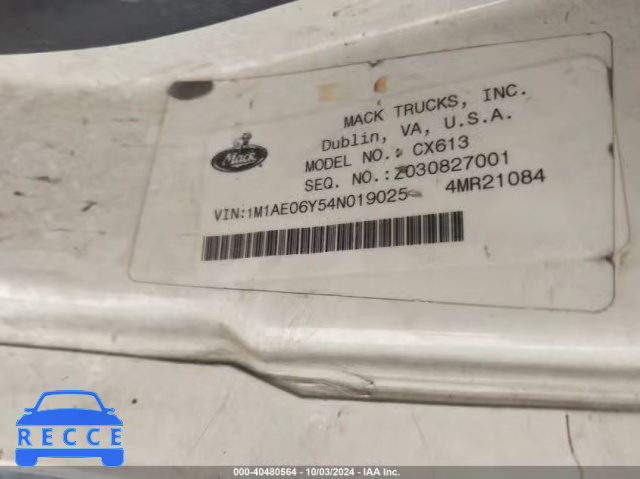 MACK TRUCKS, INC.
Dublin, VA, U.S.A.
MODEL NO.: CX613
SEQ. NO.:Z030827001
4MR21084
VIN:1M1AE06Y54N019025
Mack
RECCE
000-40480564 - 10/03/2024 - IAA Inc.